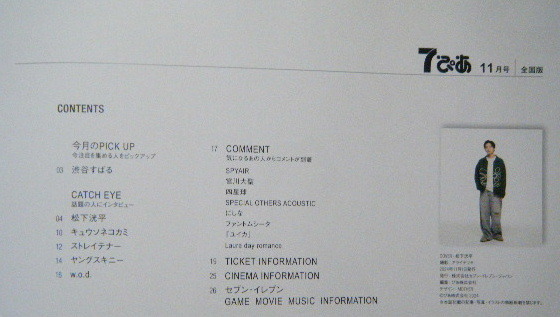 7ぴあ 11月号 全国版
CONTENTS
今月のPICK UP
今注目を集める人をピックアップ
03 渋谷すばる
CATCH EYE
話題の人にインタビュー
04 松下洸平
10 キュウソネコカミ
12 ストレイテナー
14 ヤングスキニー
15 w.o.d.
17 COMMENT
気になるあの人からコメントが到着
SPYAIR
宮川大聖
四星球
SPECIAL OTHERS ACOUSTIC
にしな
ファントムシータ
「ユイカ」
Laura day romance
19 TICKET INFORMATION
25 CINEMA INFORMATION
26 セブン-イレブン
GAME MOVIE MUSIC INFORMATION
COVER 松下洸平